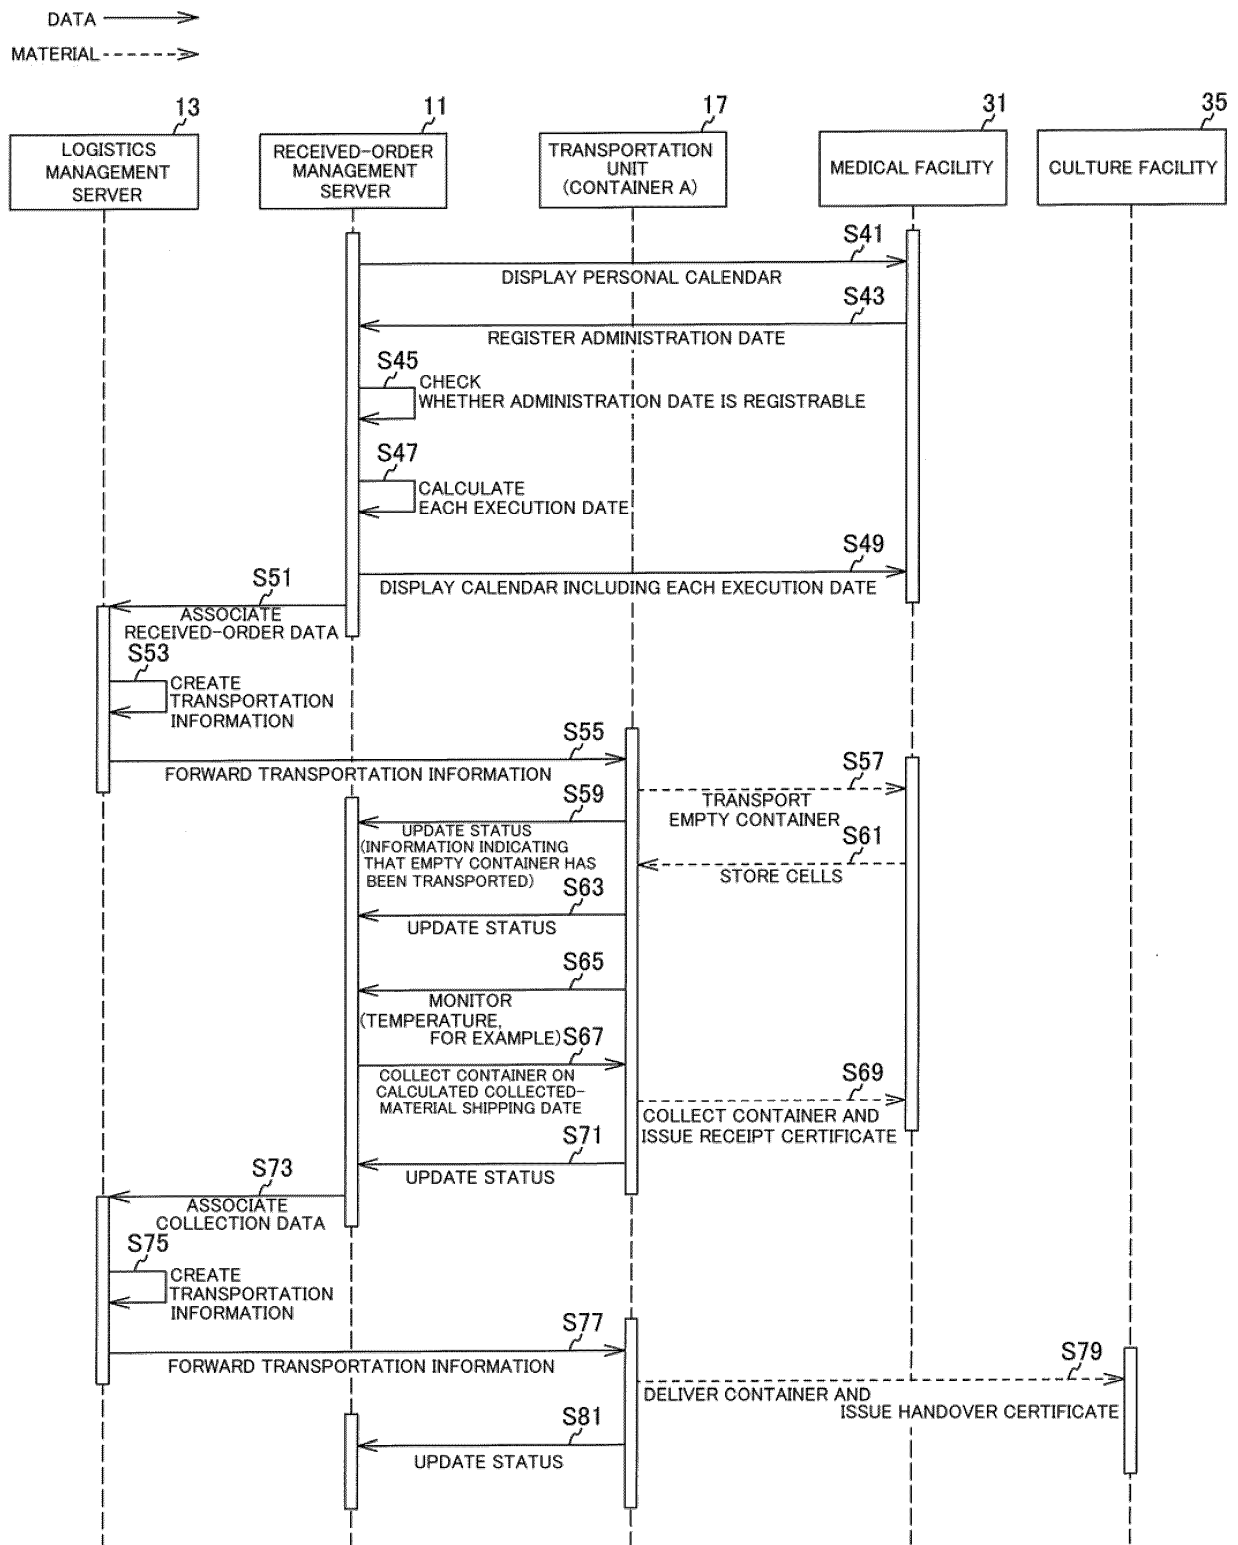 DATA
MATERIAL
13
11
17
31
35
LOGISTICS
MANAGEMENT
SERVER
RECEIVED-ORDER
MANAGEMENT
SERVER
TRANSPORTATION
UNIT
(CONTAINER A)
MEDICAL FACILITY
CULTURE FACILITY
S41
DISPLAY PERSONAL CALENDAR
S43
REGISTER ADMINISTRATION DATE
S45
CHECK
WHETHER ADMINISTRATION DATE IS REGISTRABLE
S47
CALCULATE
EACH EXECUTION DATE
S49
DISPLAY CALENDAR INCLUDING EACH EXECUTION DATE
S51
ASSOCIATE
RECEIVED-ORDER DATA
S53
CREATE
TRANSPORTATION
INFORMATION
S55
FORWARD TRANSPORTATION INFORMATION
S57
TRANSPORT
EMPTY CONTAINER
S59
UPDATE STATUS
(INFORMATION INDICATING
THAT EMPTY CONTAINER HAS
BEEN TRANSPORTED)
S61
STORE CELLS
S63
UPDATE STATUS
S65
MONITOR
(TEMPERATURE,
FOR EXAMPLE)
S67
COLLECT CONTAINER ON
CALCULATED COLLECTED-
MATERIAL SHIPPING DATE
S69
COLLECT CONTAINER AND
ISSUE RECEIPT CERTIFICATE
S71
UPDATE STATUS
S73
ASSOCIATE
COLLECTION DATA
S75
CREATE
TRANSPORTATION
INFORMATION
S77
FORWARD TRANSPORTATION INFORMATION
S79
DELIVER CONTAINER AND
ISSUE HANDOVER CERTIFICATE
S81
UPDATE STATUS